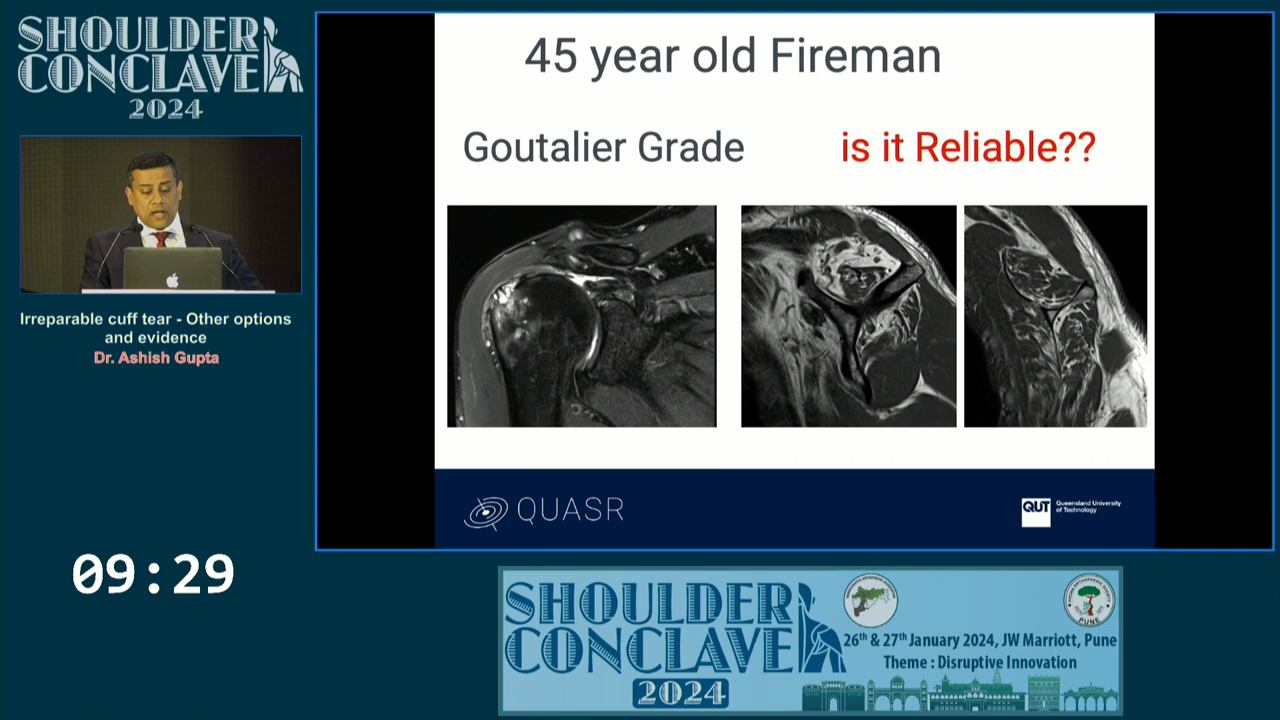 SHOULDER
CONCLAVE
2024
Irreparable cuff tear - Other options
and evidence
Dr. Ashish Gupta
09:29
45 year old Fireman
Goutalier Grade
is it Reliable??
QUASR
QUT
Queensland University
of Technology
SHOULDER
CONCLAVE
2024
26th & 27th January 2024, JW Marriott, Pune
Theme : Disruptive Innovation
PUNE